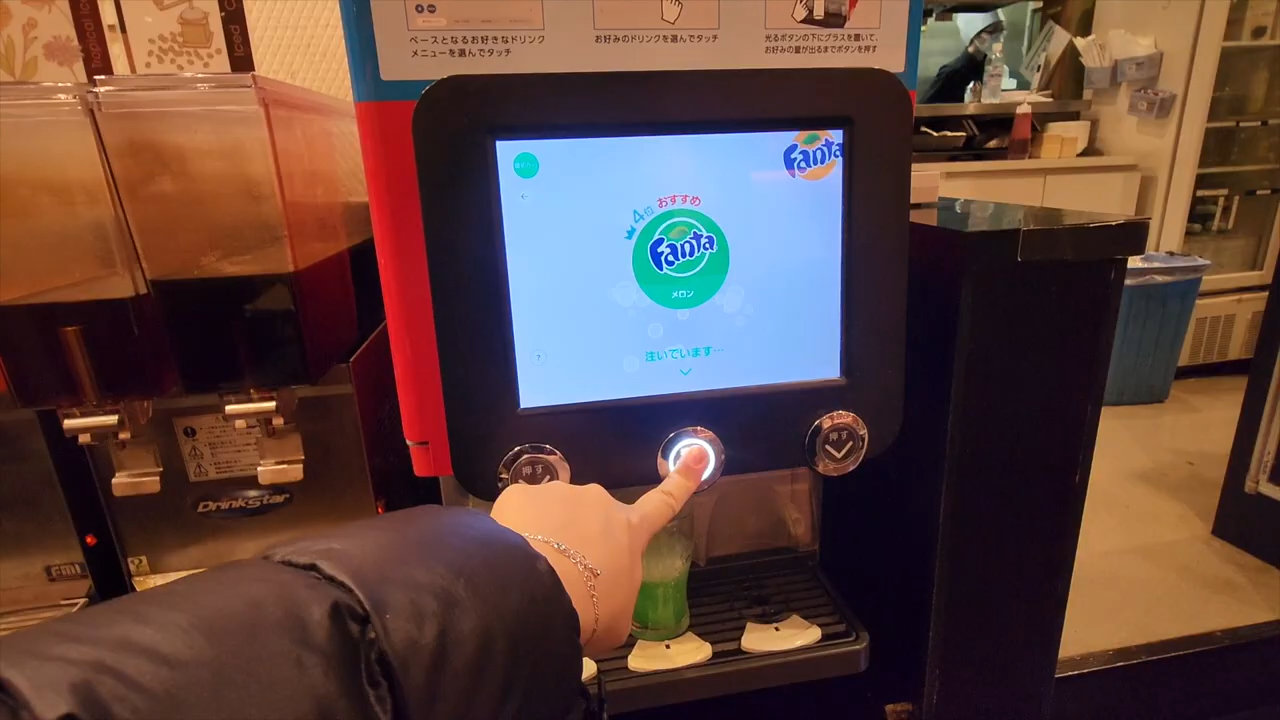 ベースとなるお好きなドリンク
メニューを選んでタッチ
お好みのドリンクを選んでタッチ
光るボタンの下にグラスを置いて、
お好みの量が出るまでボタンを押す
Tropical Ice
Iced
Fanta
4位
おすすめ
Fanta
メロン
?
注いでいます…
押す
押す
DrinkStar